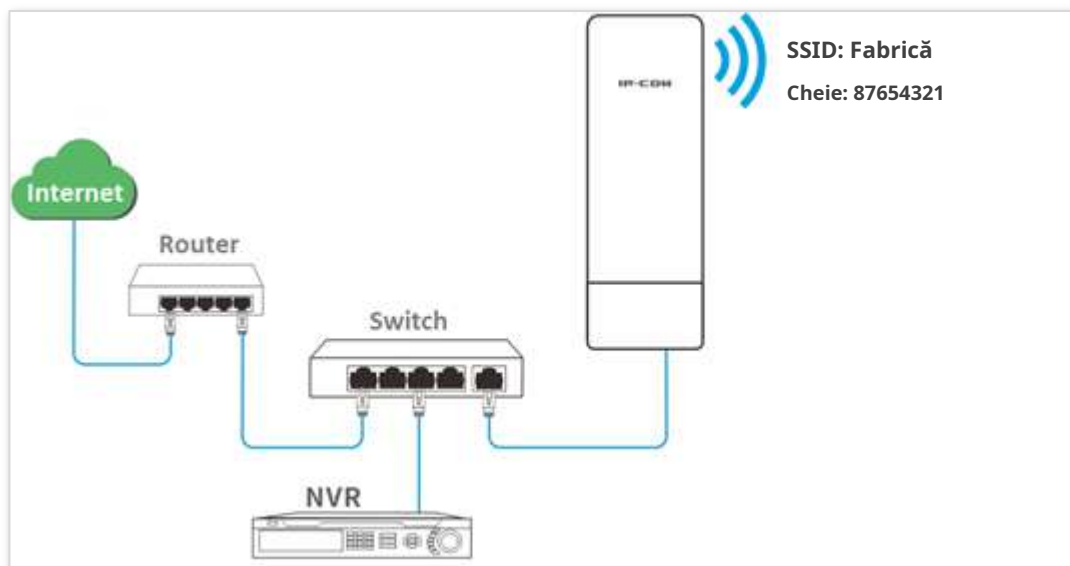 SSID: Fabrică
IP-COM
Cheie: 87654321
Internet
Router
Switch
NVR